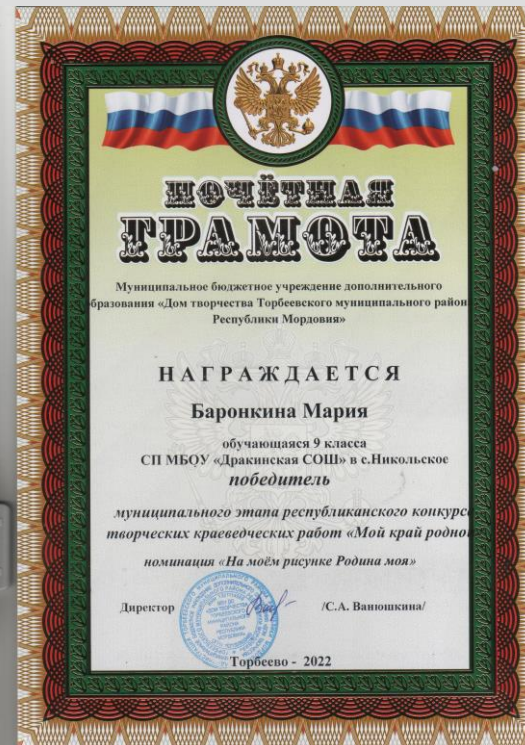 ПОЧЁТНАЯ
ГРАМОТА
Муниципальное бюджетное учреждение дополнительного
бразования «Дом творчества Торбеевского муниципального район
Республики Мордовия»
НАГРАЖДАЕТСЯ
Баронкина Мария
обучающаяся 9 класса
СП МБОУ «Дракинская СОШ» в с.Никольское
победитель
муниципального этапа республиканского конкурса
творческих краеведческих работ «Мой край родно
номинация «На моём рисунке Родина моя»
Директор /С.А. Ванюшкина/
Торбеево - 2022